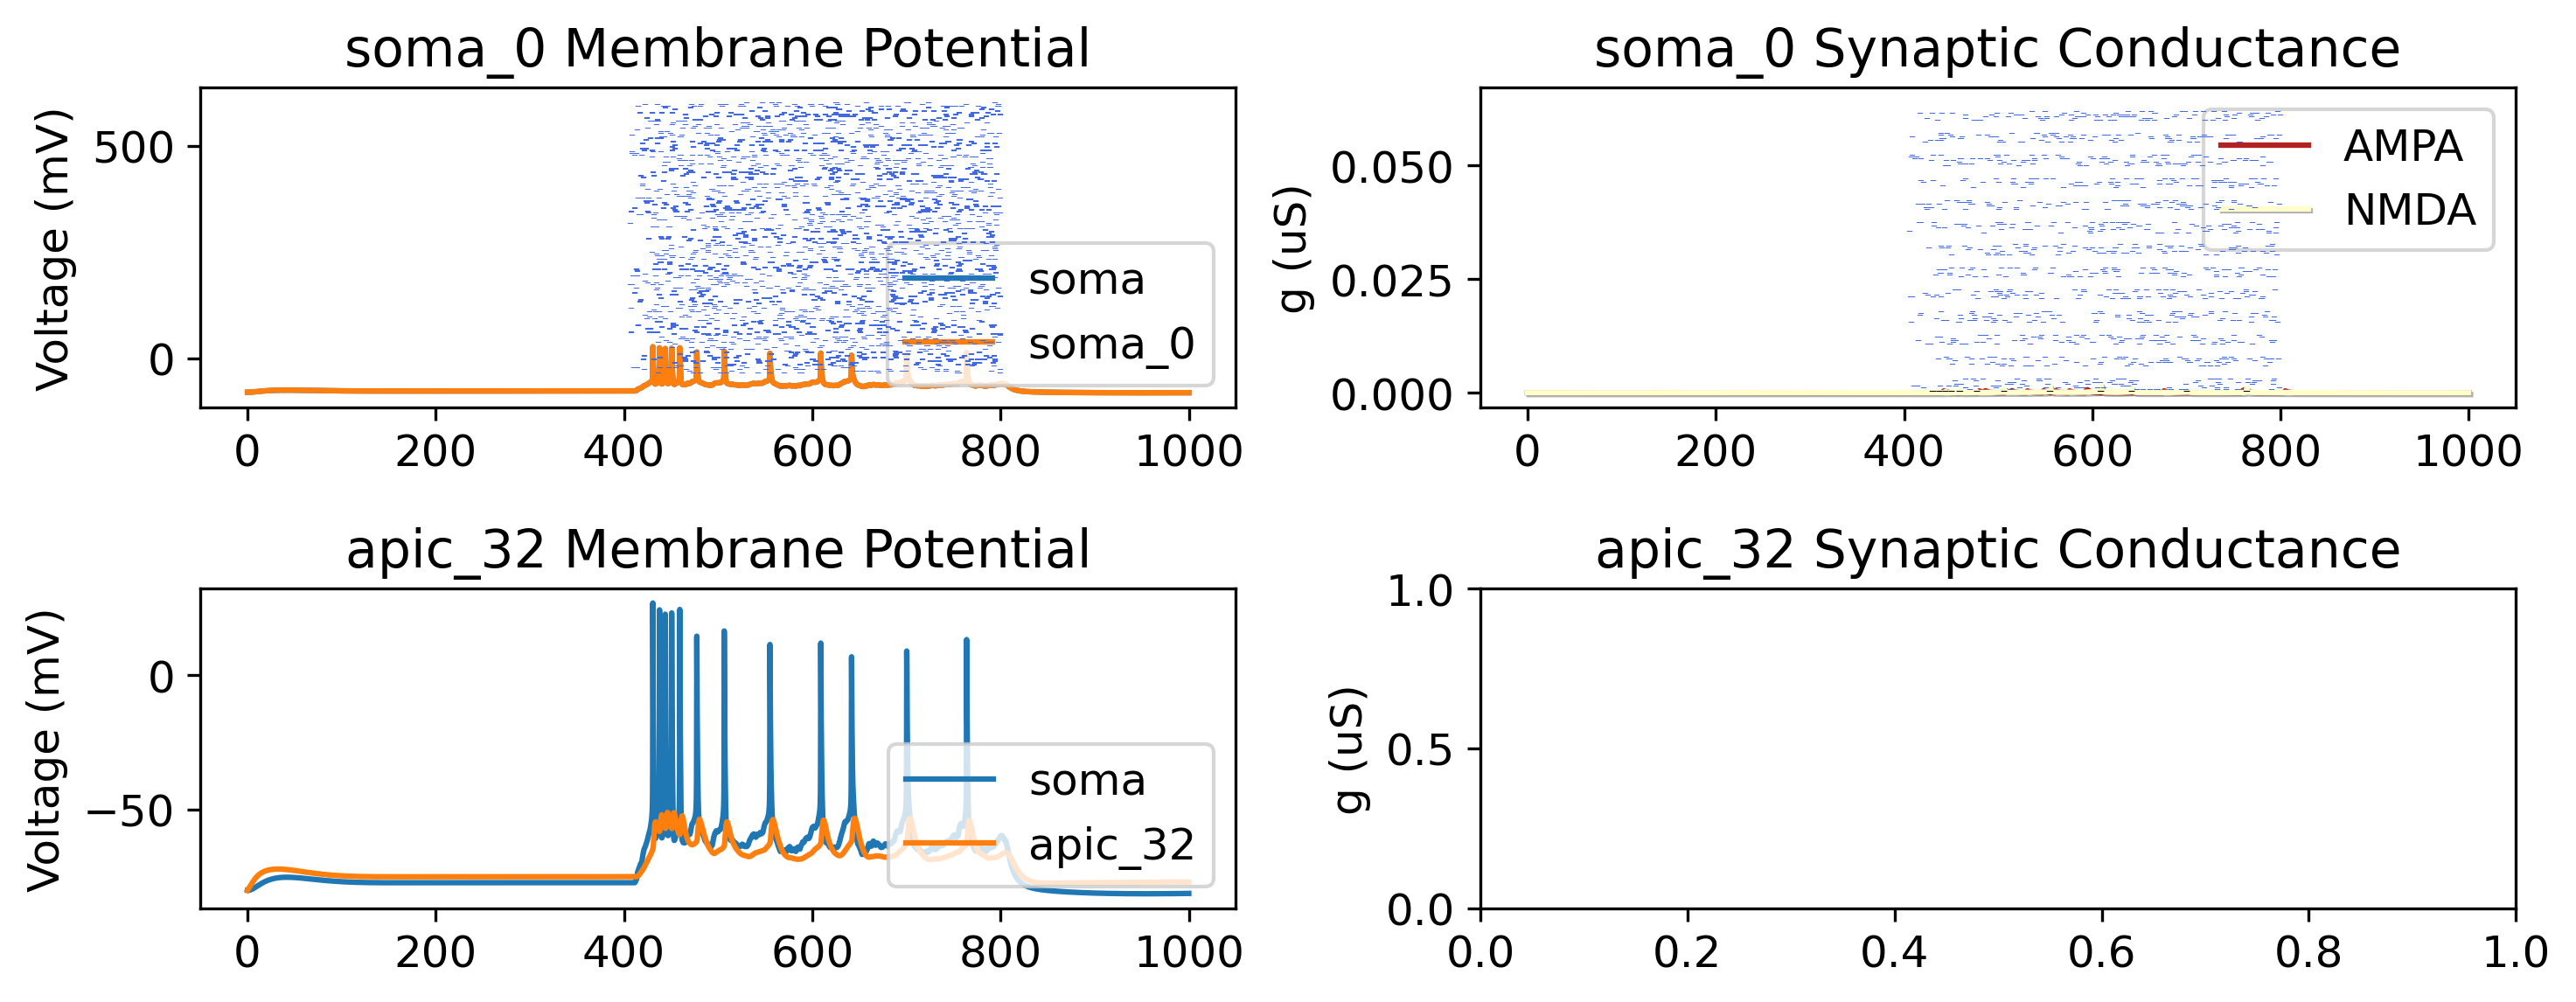 soma_0 Membrane Potential
Voltage (mV)
500
0
soma
soma_0
0 200 400 600 800 1000
soma_0 Synaptic Conductance
g (uS)
0.050
0.025
0.000
AMPA
NMDA
0 200 400 600 800 1000
apic_32 Membrane Potential
Voltage (mV)
0
−50
soma
apic_32
0 200 400 600 800 1000
apic_32 Synaptic Conductance
g (uS)
1.0
0.5
0.0
0.0 0.2 0.4 0.6 0.8 1.0